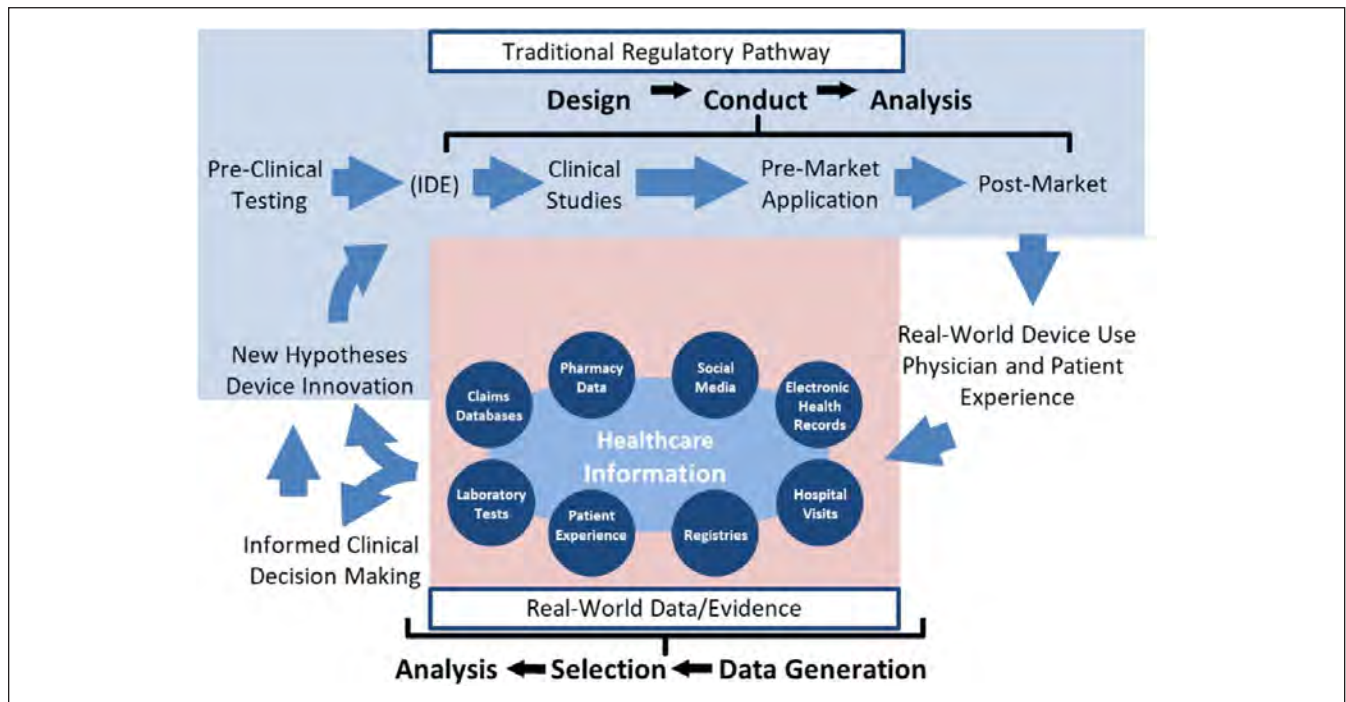 Traditional Regulatory Pathway
Design Conduct Analysis
Pre-Clinical
Testing
(IDE)
Clinical
Studies
Pre-Market
Application
Post-Market
New Hypotheses
Device Innovation
Real-World Device Use
Physician and Patient
Experience
Claims
Databases
Pharmacy
Data
Social
Media
Electronic
Health
Records
Healthcare
Information
Laboratory
Tests
Patient
Experience
Registries
Hospital
Visits
Informed Clinical
Decision Making
Real-World Data/Evidence
Analysis Selection Data Generation